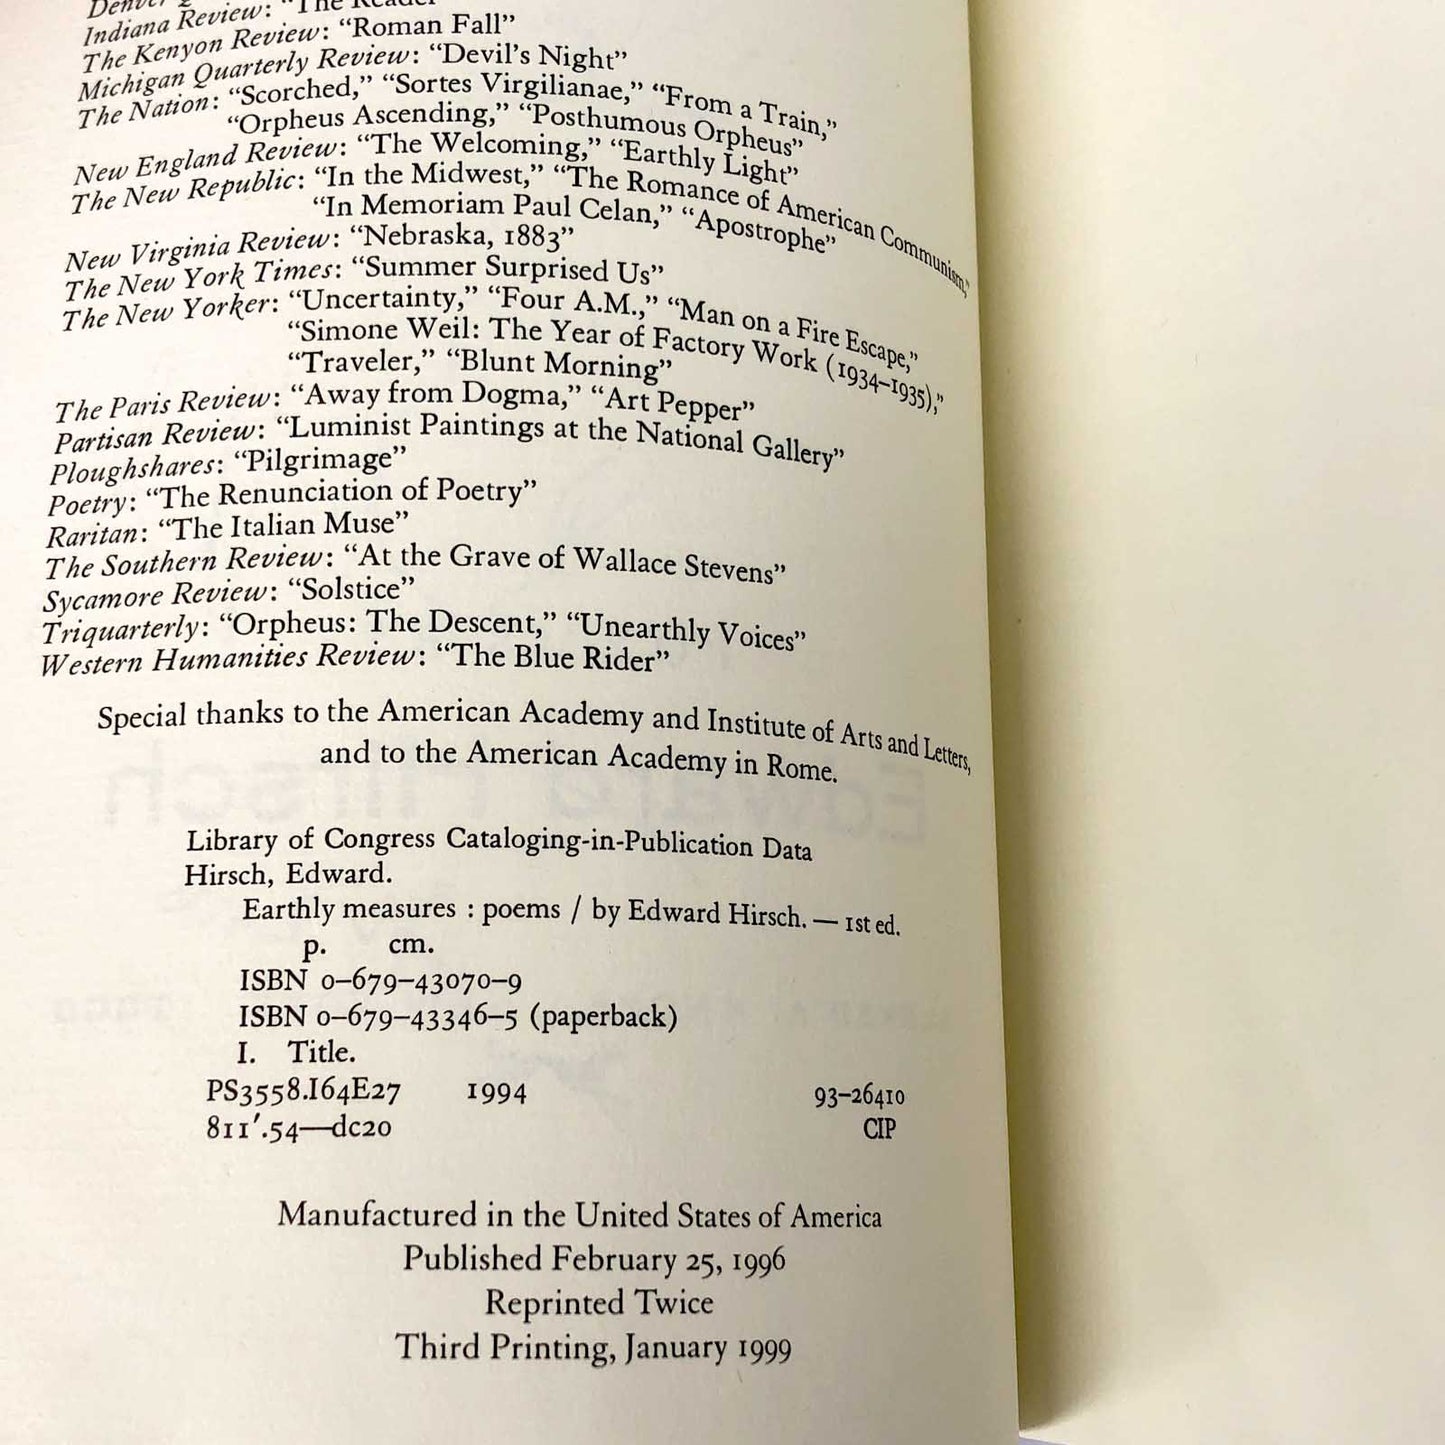 Denver Q
Indiana Review: “The Reader”
The Kenyon Review: “Roman Fall”
Michigan Quarterly Review: “Devil’s Night”
The Nation: “Scorched,” “Sortes Virgilianae,” “From a Train,”
“Orpheus Ascending,” “Posthumous Orpheus”
New England Review: “The Welcoming,” “Earthly Light”
The New Republic: “In the Midwest,” “The Romance of American Communism,”
“In Memoriam Paul Celan,” “Apostrophe”
New Virginia Review: “Nebraska, 1883”
The New York Times: “Summer Surprised Us”
The New Yorker: “Uncertainty,” “Four A.M.,” “Man on a Fire Escape,”
“Simone Weil: The Year of Factory Work (1934–1935),”
“Traveler,” “Blunt Morning”
The Paris Review: “Away from Dogma,” “Art Pepper”
Partisan Review: “Luminist Paintings at the National Gallery”
Ploughshares: “Pilgrimage”
Poetry: “The Renunciation of Poetry”
Raritan: “The Italian Muse”
The Southern Review: “At the Grave of Wallace Stevens”
Sycamore Review: “Solstice”
Triquarterly: “Orpheus: The Descent,” “Unearthly Voices”
Western Humanities Review: “The Blue Rider”
Special thanks to the American Academy and Institute of Arts and Letters,
and to the American Academy in Rome.
Library of Congress Cataloging-in-Publication Data
Hirsch, Edward.
Earthly measures : poems / by Edward Hirsch. — 1st ed.
p. cm.
ISBN 0–679–43070–9
ISBN 0–679–43346–5 (paperback)
I. Title.
PS3558.I64E27 1994 93–26410
811′.54—dc20 CIP
Manufactured in the United States of America
Published February 25, 1996
Reprinted Twice
Third Printing, January 1999